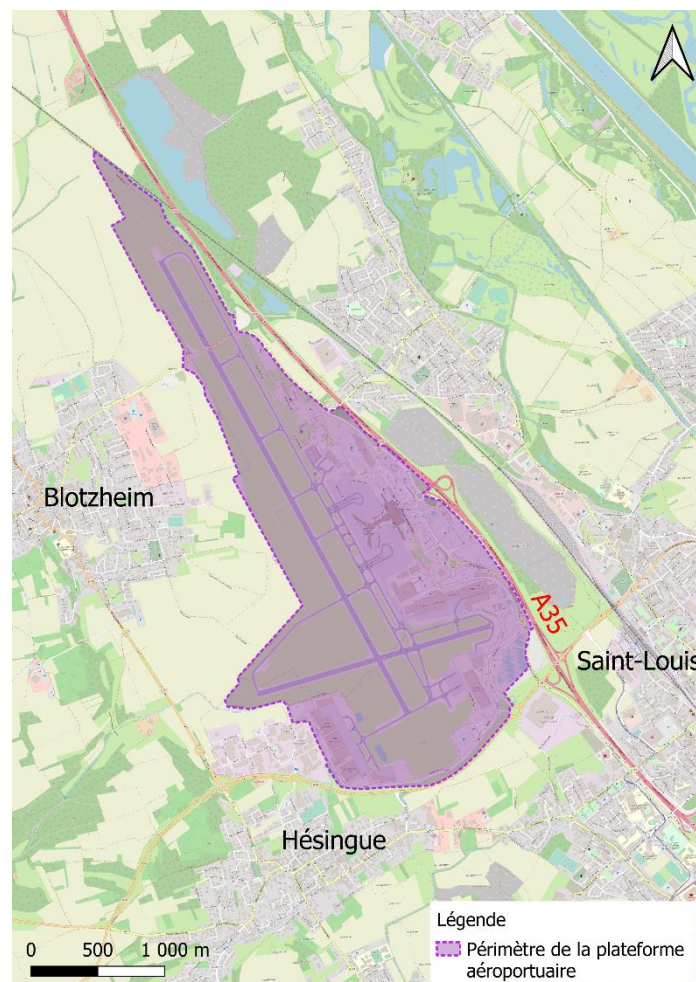 Blotzheim
A35
Saint-Louis
Hésingue
Légende
0 500 1 000 m
Périmètre de la plateforme
aéroportuaire